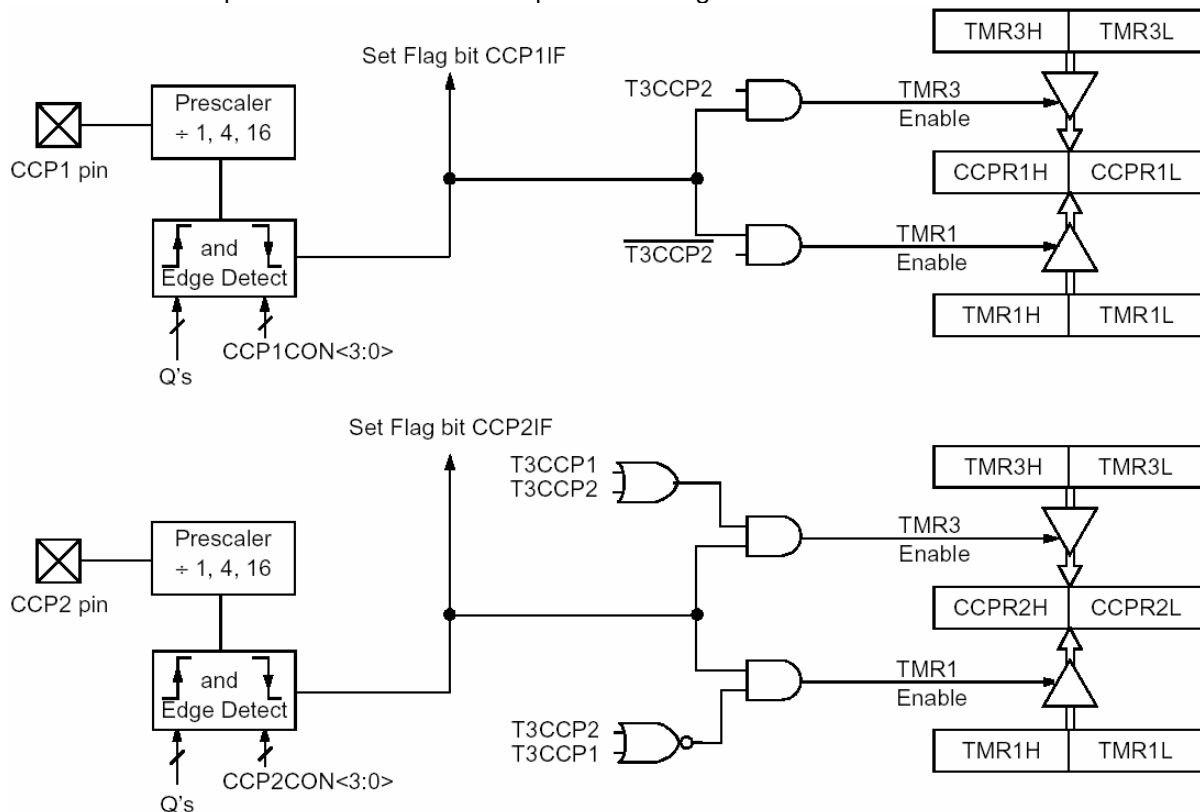 TMR3H TMR3L
Set Flag bit CCP1IF
Prescaler
÷ 1, 4, 16
T3CCP2
TMR3
Enable
CCP1 pin
CCPR1H CCPR1L
and
Edge Detect
T3CCP2
TMR1
Enable
TMR1H TMR1L
CCP1CON<3:0>
Q's
Set Flag bit CCP2IF
TMR3H TMR3L
T3CCP1
T3CCP2
Prescaler
÷ 1, 4, 16
TMR3
Enable
CCP2 pin
CCPR2H CCPR2L
and
Edge Detect
TMR1
Enable
T3CCP2
T3CCP1
TMR1H TMR1L
CCP2CON<3:0>
Q's